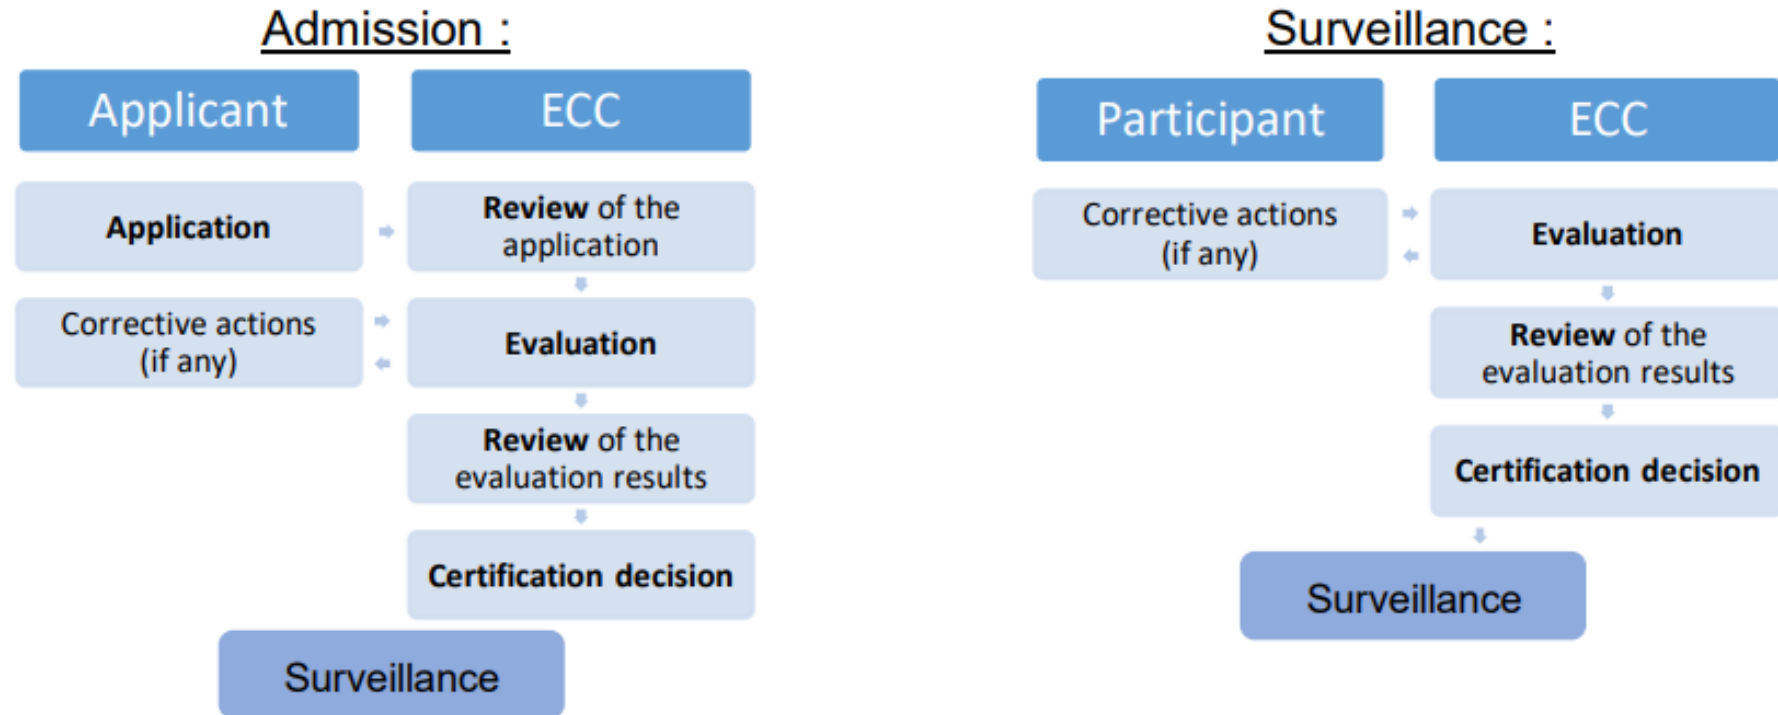 Admission :
Applicant
ECC
Application
Review of the
application
Corrective actions
(if any)
Evaluation
Review of the
evaluation results
Certification decision
Surveillance
Surveillance :
Participant
ECC
Corrective actions
(if any)
Evaluation
Review of the
evaluation results
Certification decision
Surveillance